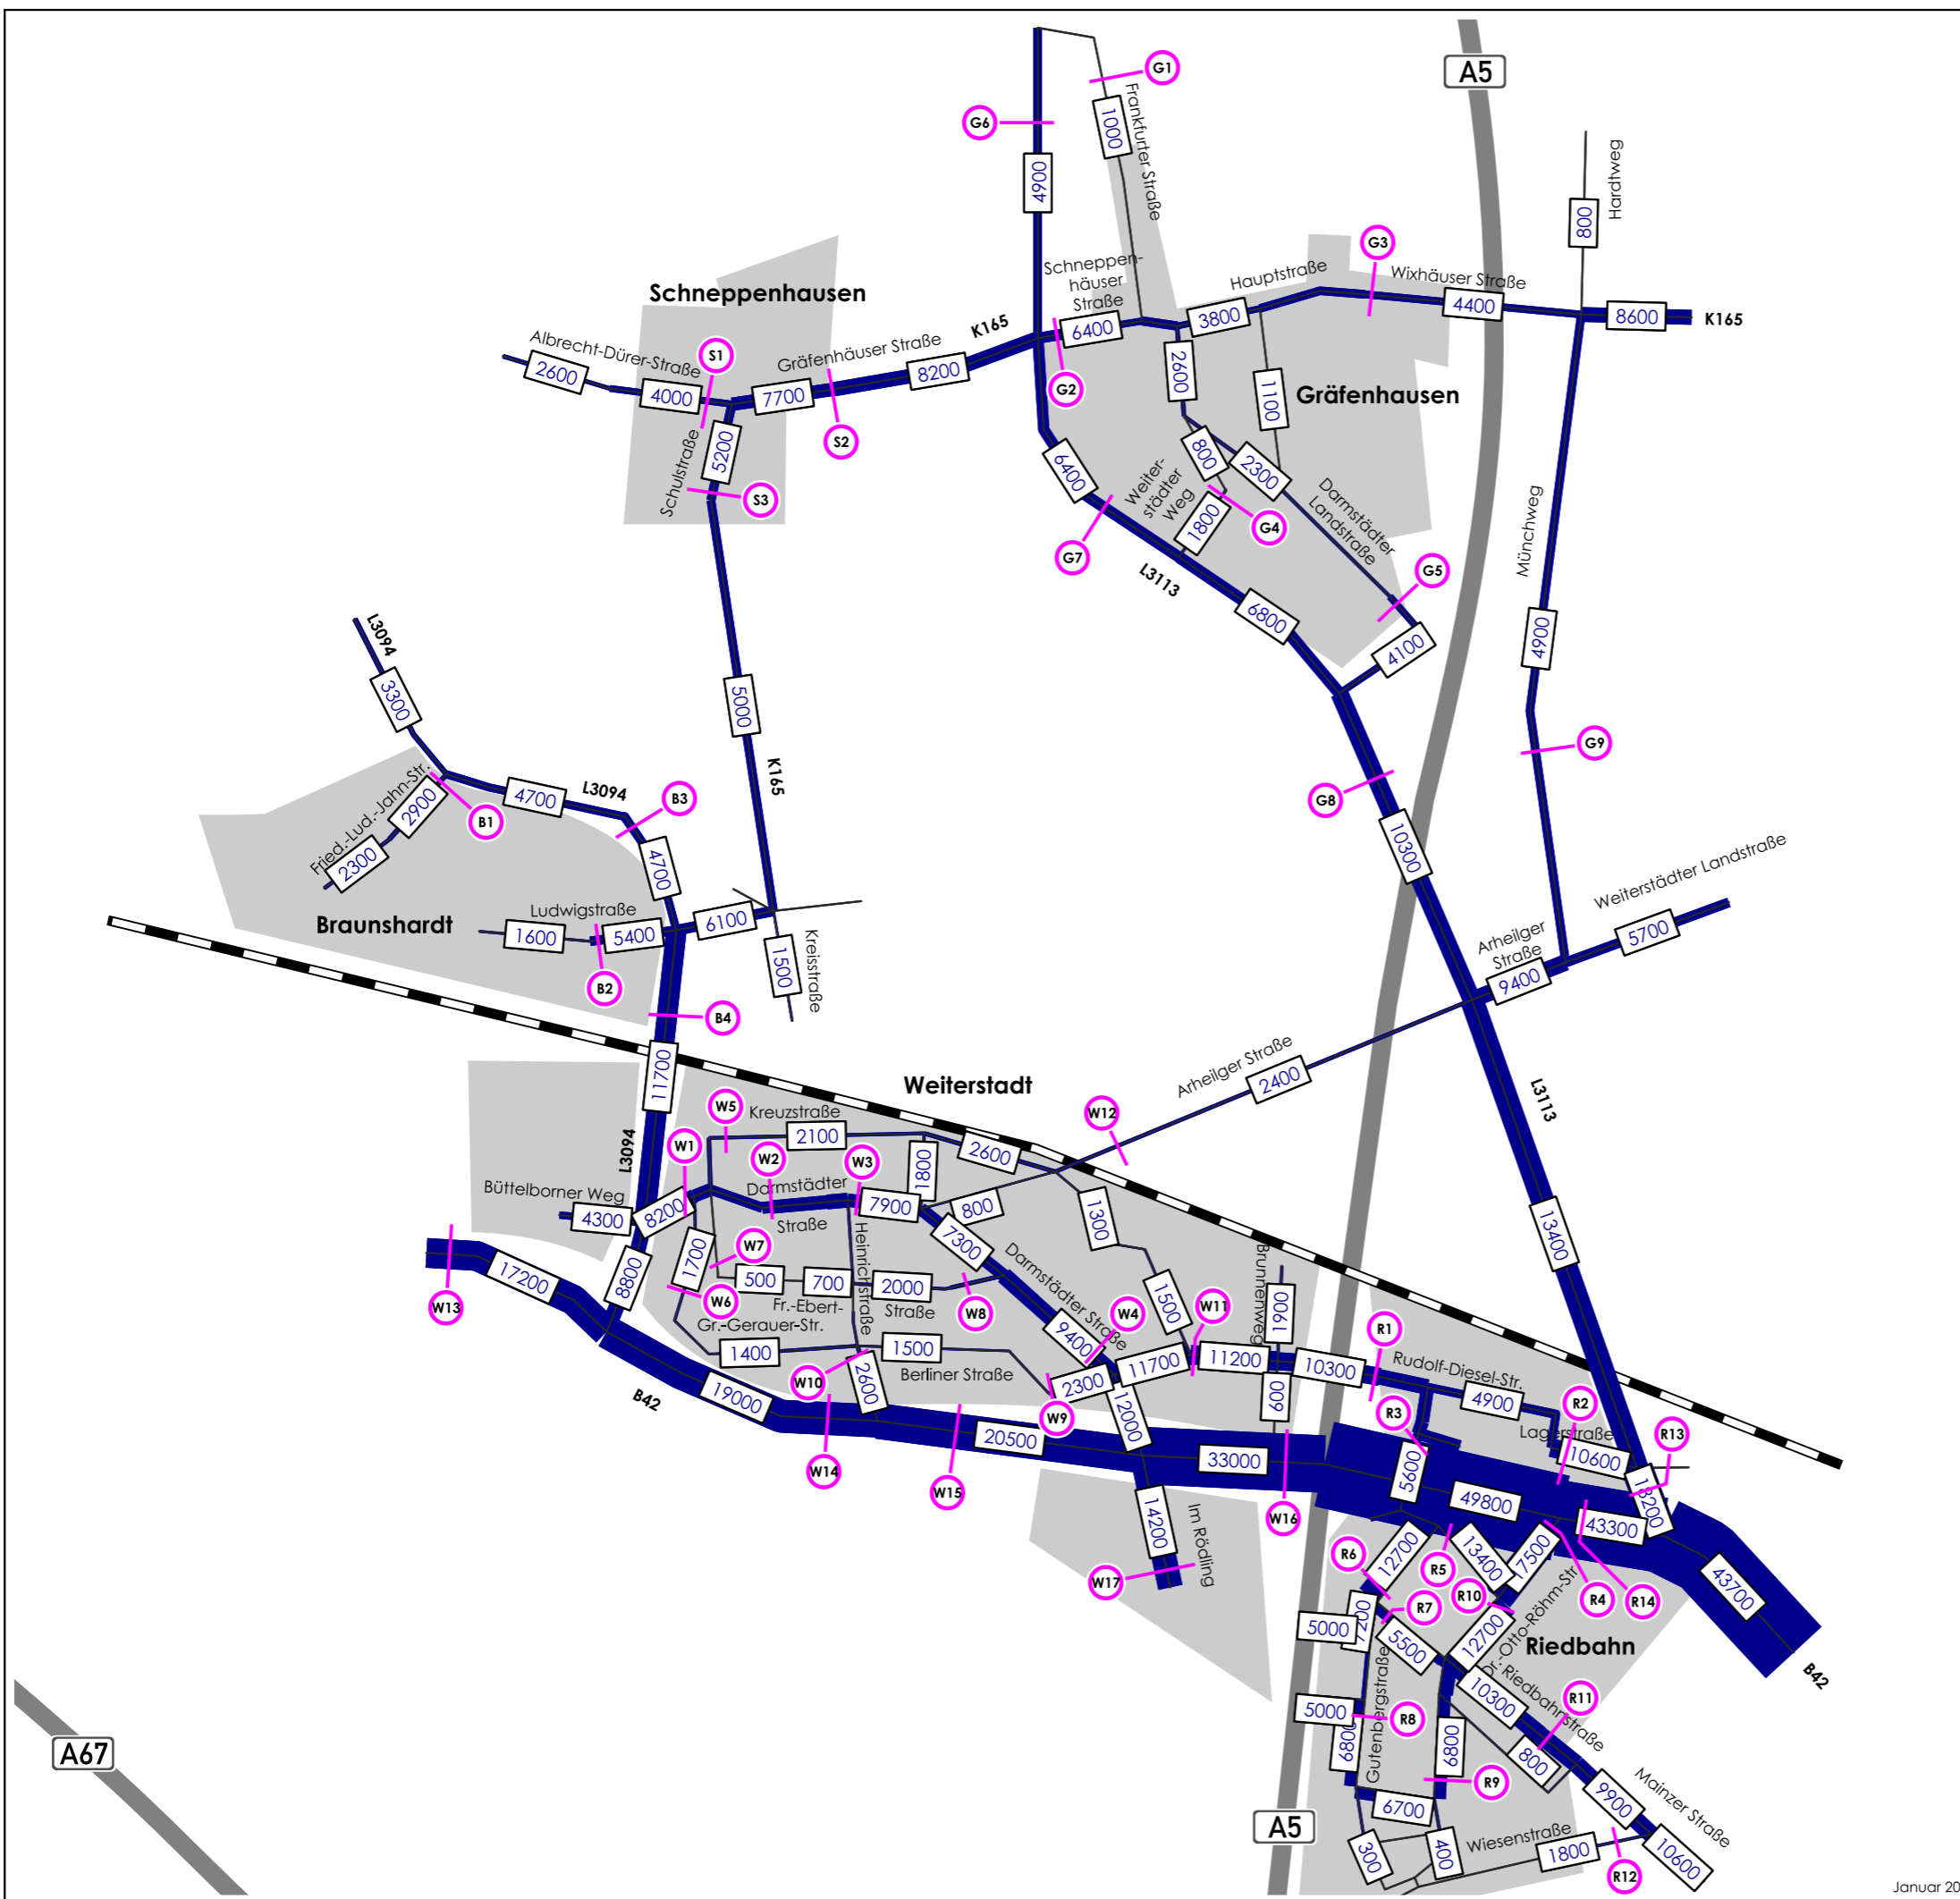 A5
G1
G6
1000
Frankfurter Straße
4900
Hardtweg
800
G3
Schneppen-
häuser
Straße
Hauptstraße
Wixhäuser Straße
Schneppenhausen
4400
8600
K165
6400
3800
K165
Albrecht-Dürer-Straße
S1
Gräfenhäuser Straße
8200
2600
2600
4000
7700
G2
1100
Gräfenhausen
S2
5200
Schulstraße
S3
6400
800
2300
Weiter-
städter
Weg
1800
G4
Darmstädter
Landstraße
G7
L3113
G5
Münchweg
6800
4100
4900
L3094
3300
5000
K165
G9
Fried.-Lud.-Jahn-Str.
2900
4700
L3094
B3
B1
G8
2300
4700
10300
Braunshardt
Ludwigstraße
1600
5400
6100
1500
Kreisstraße
B2
B4
Weiterstädter Landstraße
5700
Arheilger
Straße
9400
11700
Weiterstadt
Arheilger Straße
2400
L3113
W5
Kreuzstraße
2100
W12
L3094
W1
W2
W3
1800
2600
Büttelborner Weg
4300
8200
Darmstädter
Straße
7900
800
1300
7300
W13
17200
8800
1700
W7
Heinrichstraße
Darmstädter Straße
13400
500
700
2000
W6
Fr.-Ebert-
Straße
W8
Gr.-Gerauer-Str.
1500
Brunnenweg
1900
W4
W11
R1
9400
1400
1500
Berliner Straße
W10
2600
2300
11700
11200
10300
Rudolf-Diesel-Str.
4900
B42
19000
W9
12000
600
R3
R2
Lagerstraße
10600
R13
W14
20500
W15
33000
W16
5600
49800
43300
13200
14200
Im Rödling
W17
R6
12700
R5
13400
7500
R10
R4
R14
43700
5000
7200
R7
5500
12700
Dr.-Otto-Röhm-Str.
Riedbahn
B42
5000
R8
6800
Gutenbergstraße
10300
Riedbahnstraße
R11
6800
800
R9
6700
9900
Mainzer Straße
10600
A67
A5
300
400
Wiesenstraße
1800
R12
Januar 20